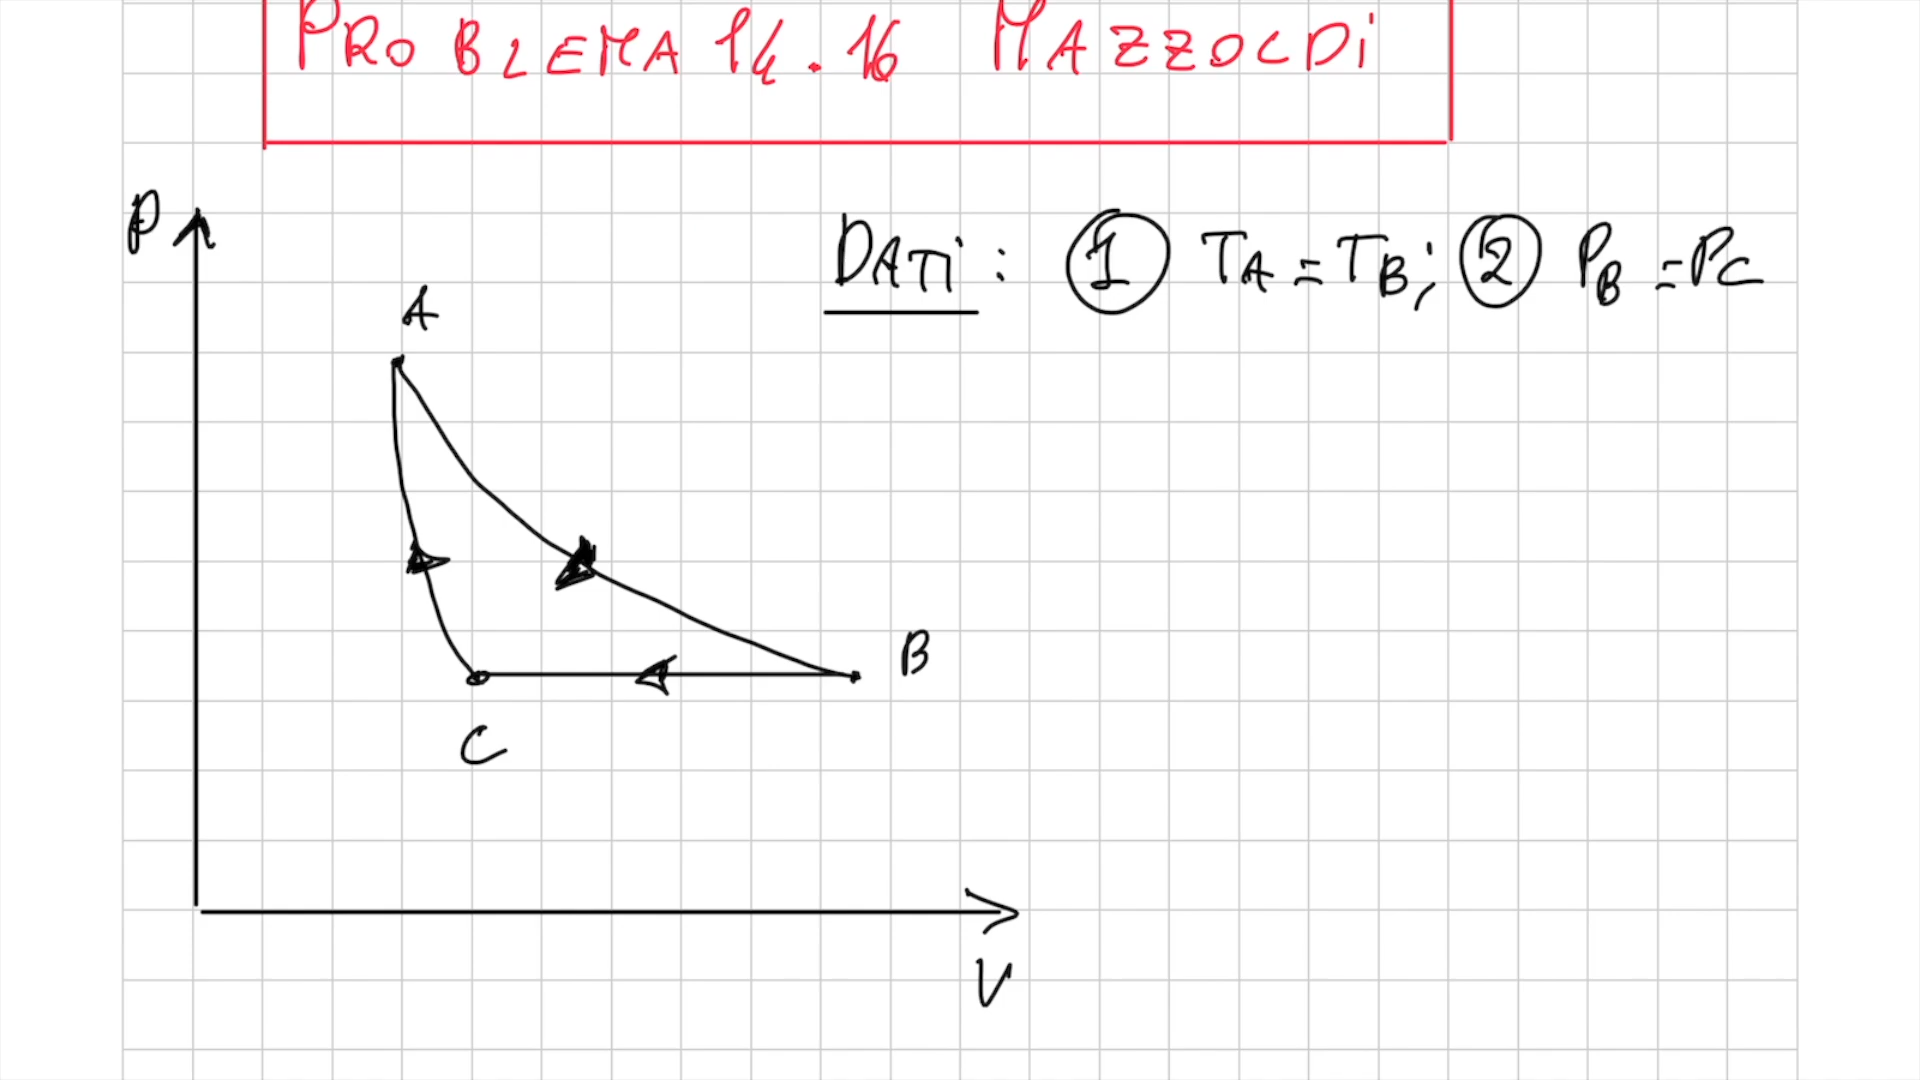 PROBLEMA 14.16 MAZZOLDI
P
DATI: ① TA = TB; ② PB = PC
A
B
C
V